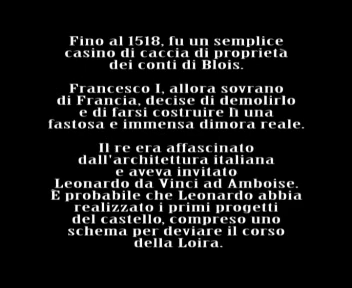 Fino al 1518, fu un semplice
casino di caccia di proprietà
dei conti di Blois.
Francesco I, allora sovrano
di Francia, decise di demolirlo
e di farsi costruire lì una
fastosa e immensa dimora reale.
Il re era affascinato
dall'architettura italiana
e aveva invitato
Leonardo da Vinci ad Amboise.
È probabile che Leonardo abbia
realizzato i primi progetti
del castello, compreso uno
schema per deviare il corso
della Loira.